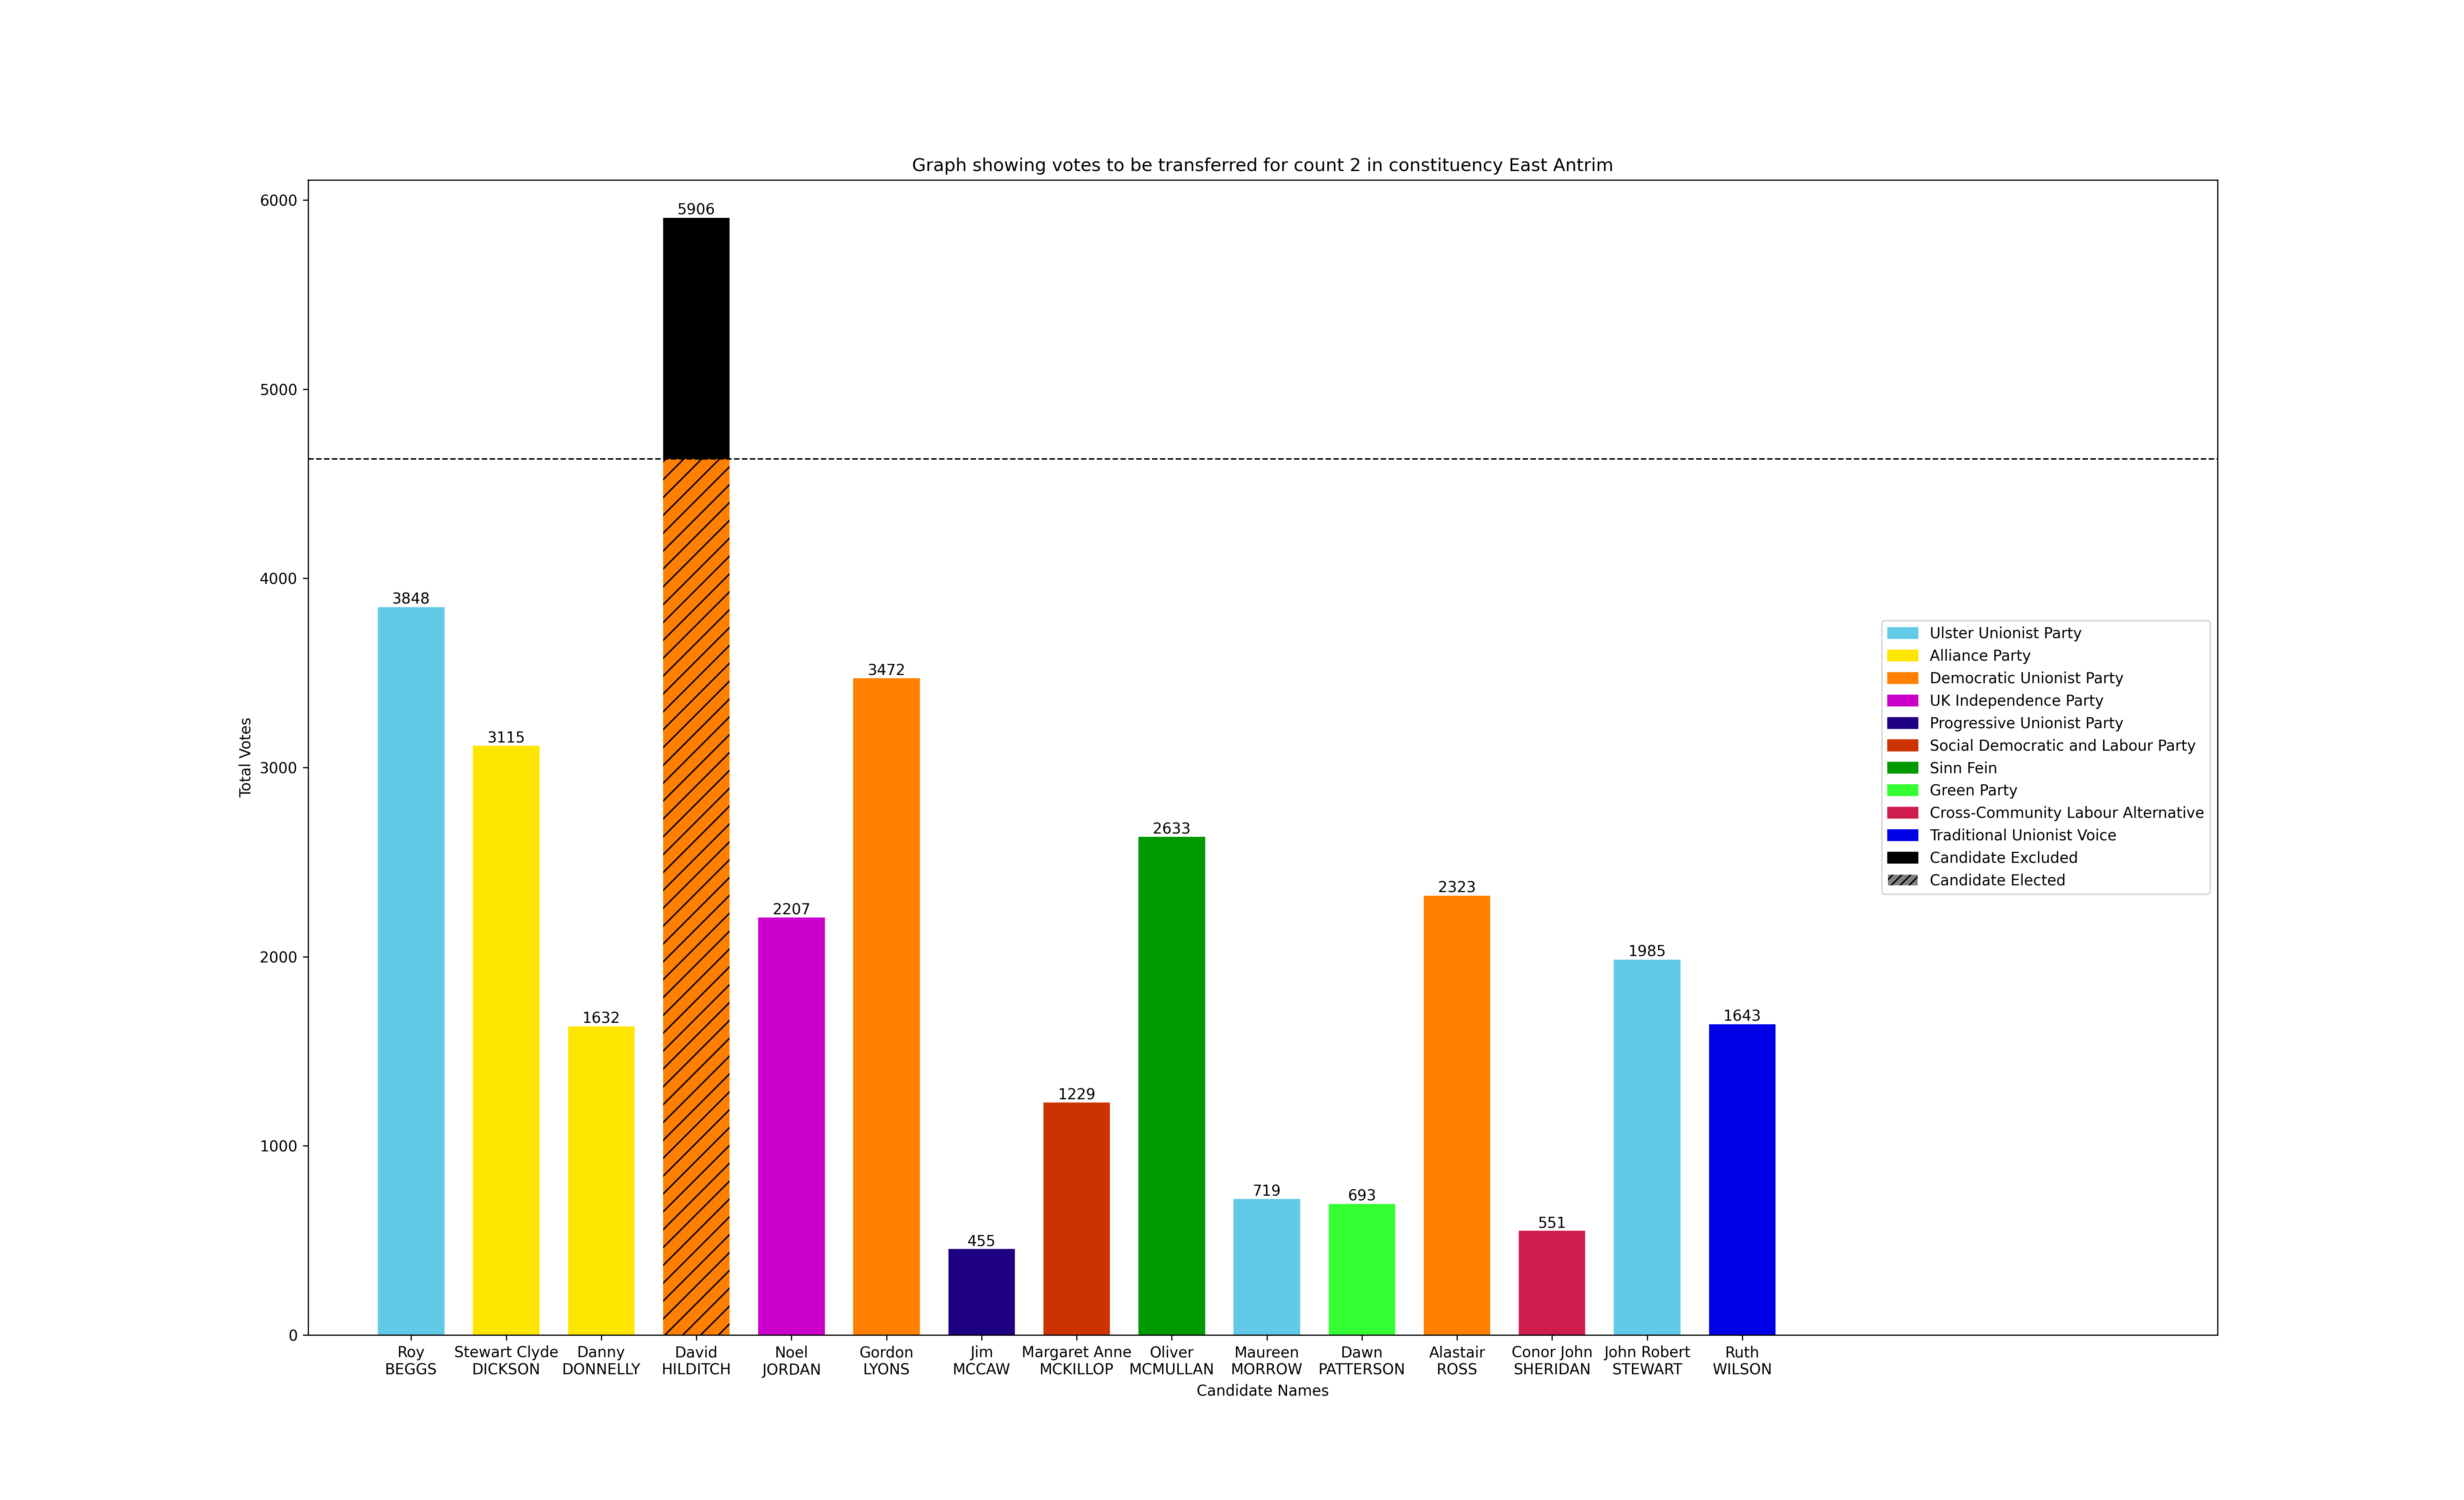 Graph showing votes to be transferred for count 2 in constituency East Antrim
Total Votes
6000
5000
4000
3000
2000
1000
0
3848
3115
1632
5906
2207
3472
455
1229
2633
719
693
2323
551
1985
1643
Roy
BEGGS
Stewart Clyde
DICKSON
Danny
DONNELLY
David
HILDITCH
Noel
JORDAN
Gordon
LYONS
Jim
MCCAW
Margaret Anne
MCKILLOP
Oliver
MCMULLAN
Maureen
MORROW
Dawn
PATTERSON
Alastair
ROSS
Conor John
SHERIDAN
John Robert
STEWART
Ruth
WILSON
Candidate Names
Ulster Unionist Party
Alliance Party
Democratic Unionist Party
UK Independence Party
Progressive Unionist Party
Social Democratic and Labour Party
Sinn Fein
Green Party
Cross-Community Labour Alternative
Traditional Unionist Voice
Candidate Excluded
Candidate Elected